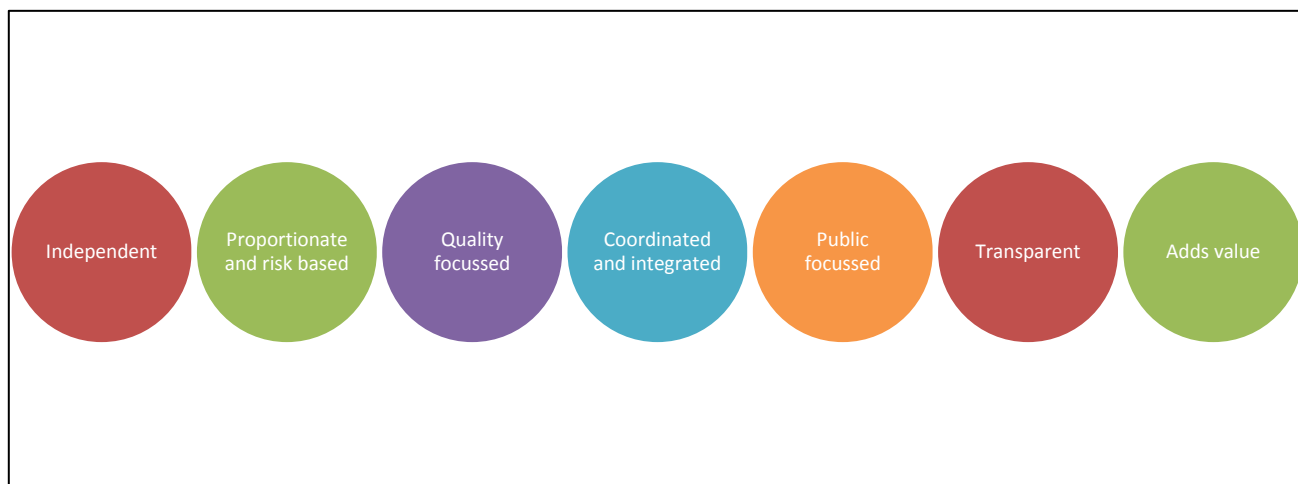 Independent
Proportionate
and risk based
Quality
focussed
Coordinated
and integrated
Public
focussed
Transparent
Adds value